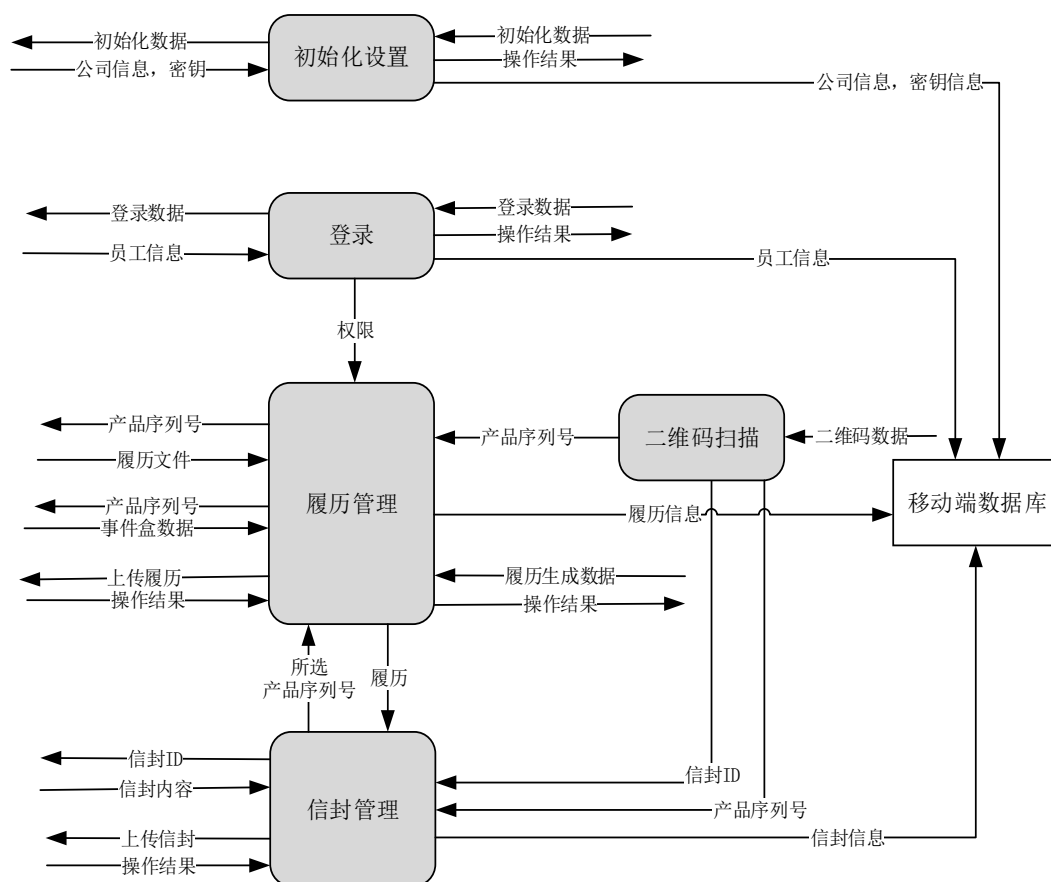 初始化数据
公司信息，密钥
初始化设置
初始化数据
操作结果
公司信息，密钥信息
登录数据
员工信息
登录
登录数据
操作结果
员工信息
权限
产品序列号
履历文件
产品序列号
事件盒数据
上传履历
操作结果
履历管理
产品序列号
二维码扫描
二维码数据
履历信息
移动端数据库
履历生成数据
操作结果
所选
产品序列号
履历
信封ID
信封内容
上传信封
操作结果
信封管理
信封ID
产品序列号
信封信息